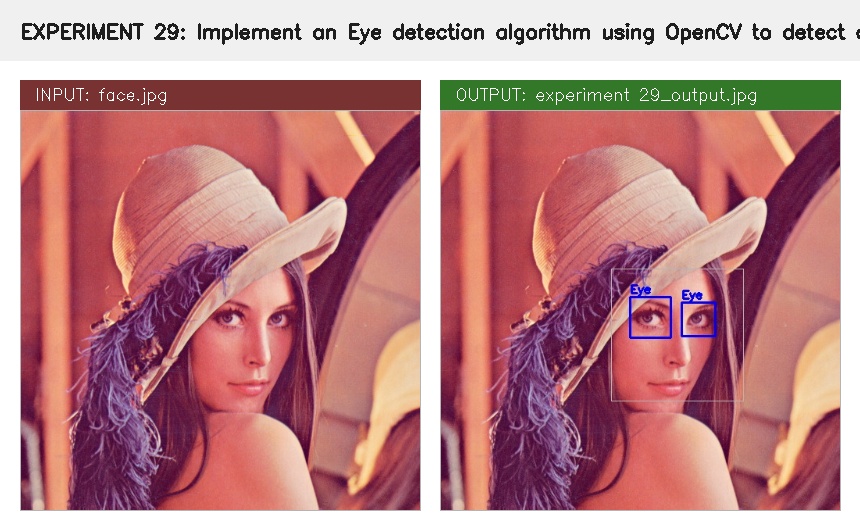 EXPERIMENT 29: Implement an Eye detection algorithm using OpenCV to detect
INPUT: face.jpg
OUTPUT: experiment 29_output.jpg
Eye
Eye